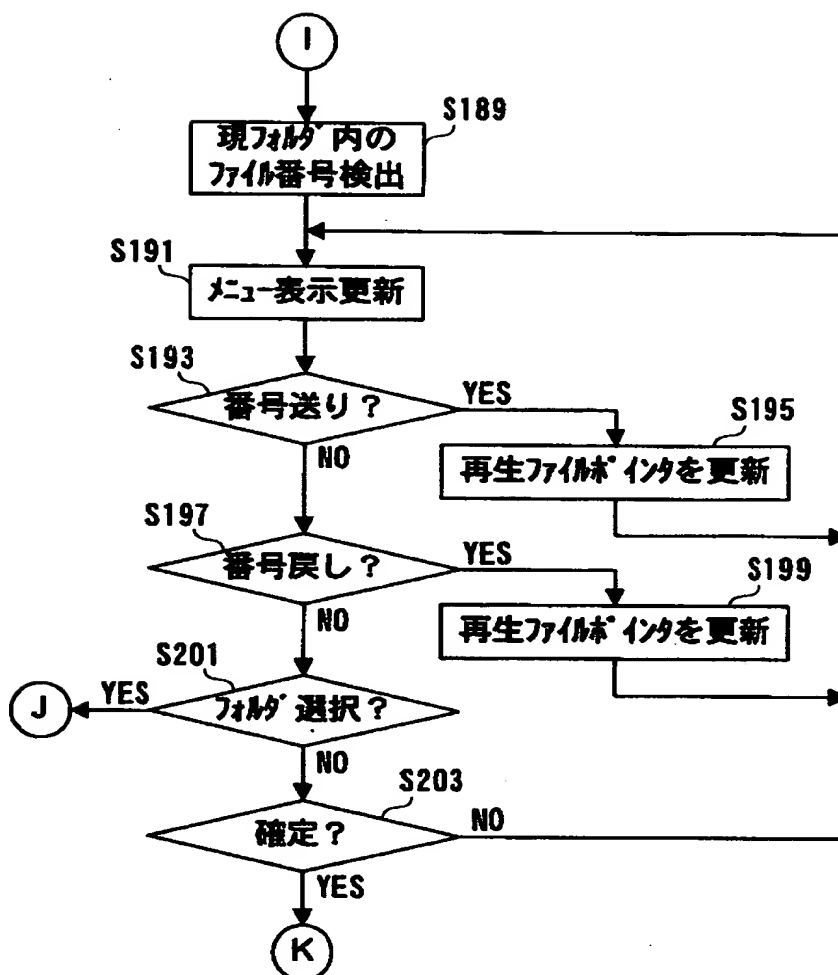 I
S189
現ﾌｫﾙﾀﾞ内の
ﾌｧｲﾙ番号検出
S191
ﾒﾆｭｰ表示更新
S193
番号送り？
YES
NO
S195
再生ﾌｧｲﾙﾎﾟｲﾝﾀを更新
S197
番号戻し？
YES
NO
S199
再生ﾌｧｲﾙﾎﾟｲﾝﾀを更新
S201
YES
J
ﾌｫﾙﾀﾞ選択？
NO
S203
確定？
NO
YES
K